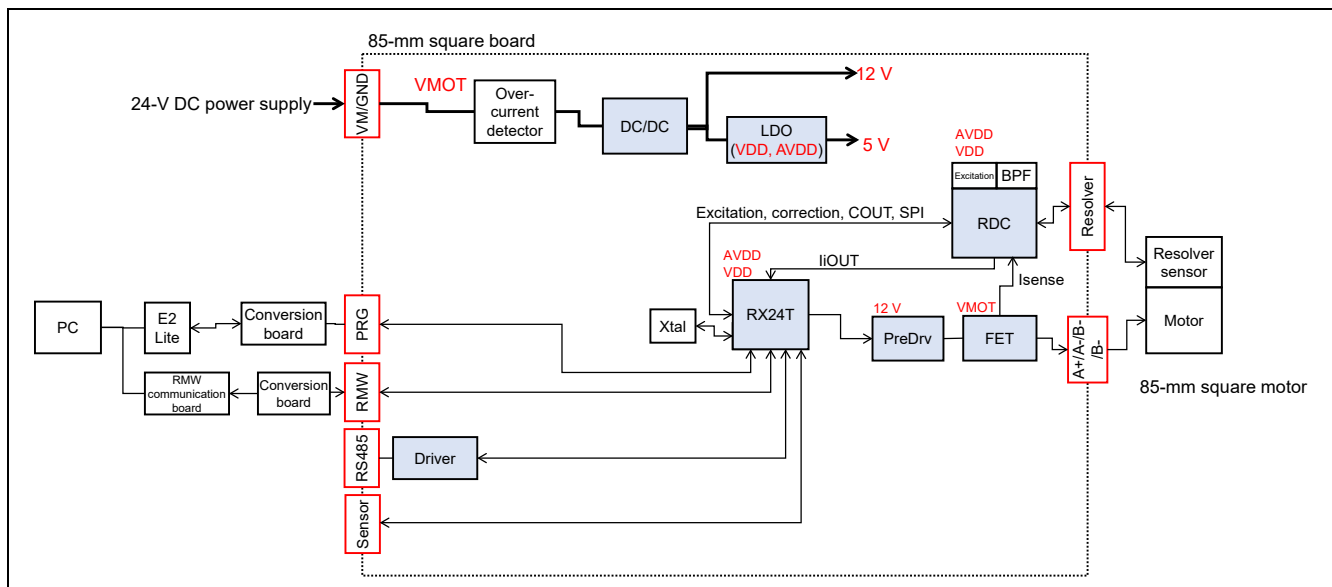 85-mm square board
24-V DC power supply
VM/GND
VMOT
Over-
current
detector
DC/DC
12 V
LDO
(VDD, AVDD)
5 V
AVDD
VDD
Excitation
BPF
RDC
Resolver
Resolver
sensor
Motor
85-mm square motor
Excitation, correction, COUT, SPI
IiOUT
Isense
AVDD
VDD
RX24T
Xtal
12 V
PreDrv
VMOT
FET
A+/A-/B-
/B-
PC
E2
Lite
Conversion
board
PRG
RMW
communication
board
Conversion
board
RMW
RS485
Driver
Sensor